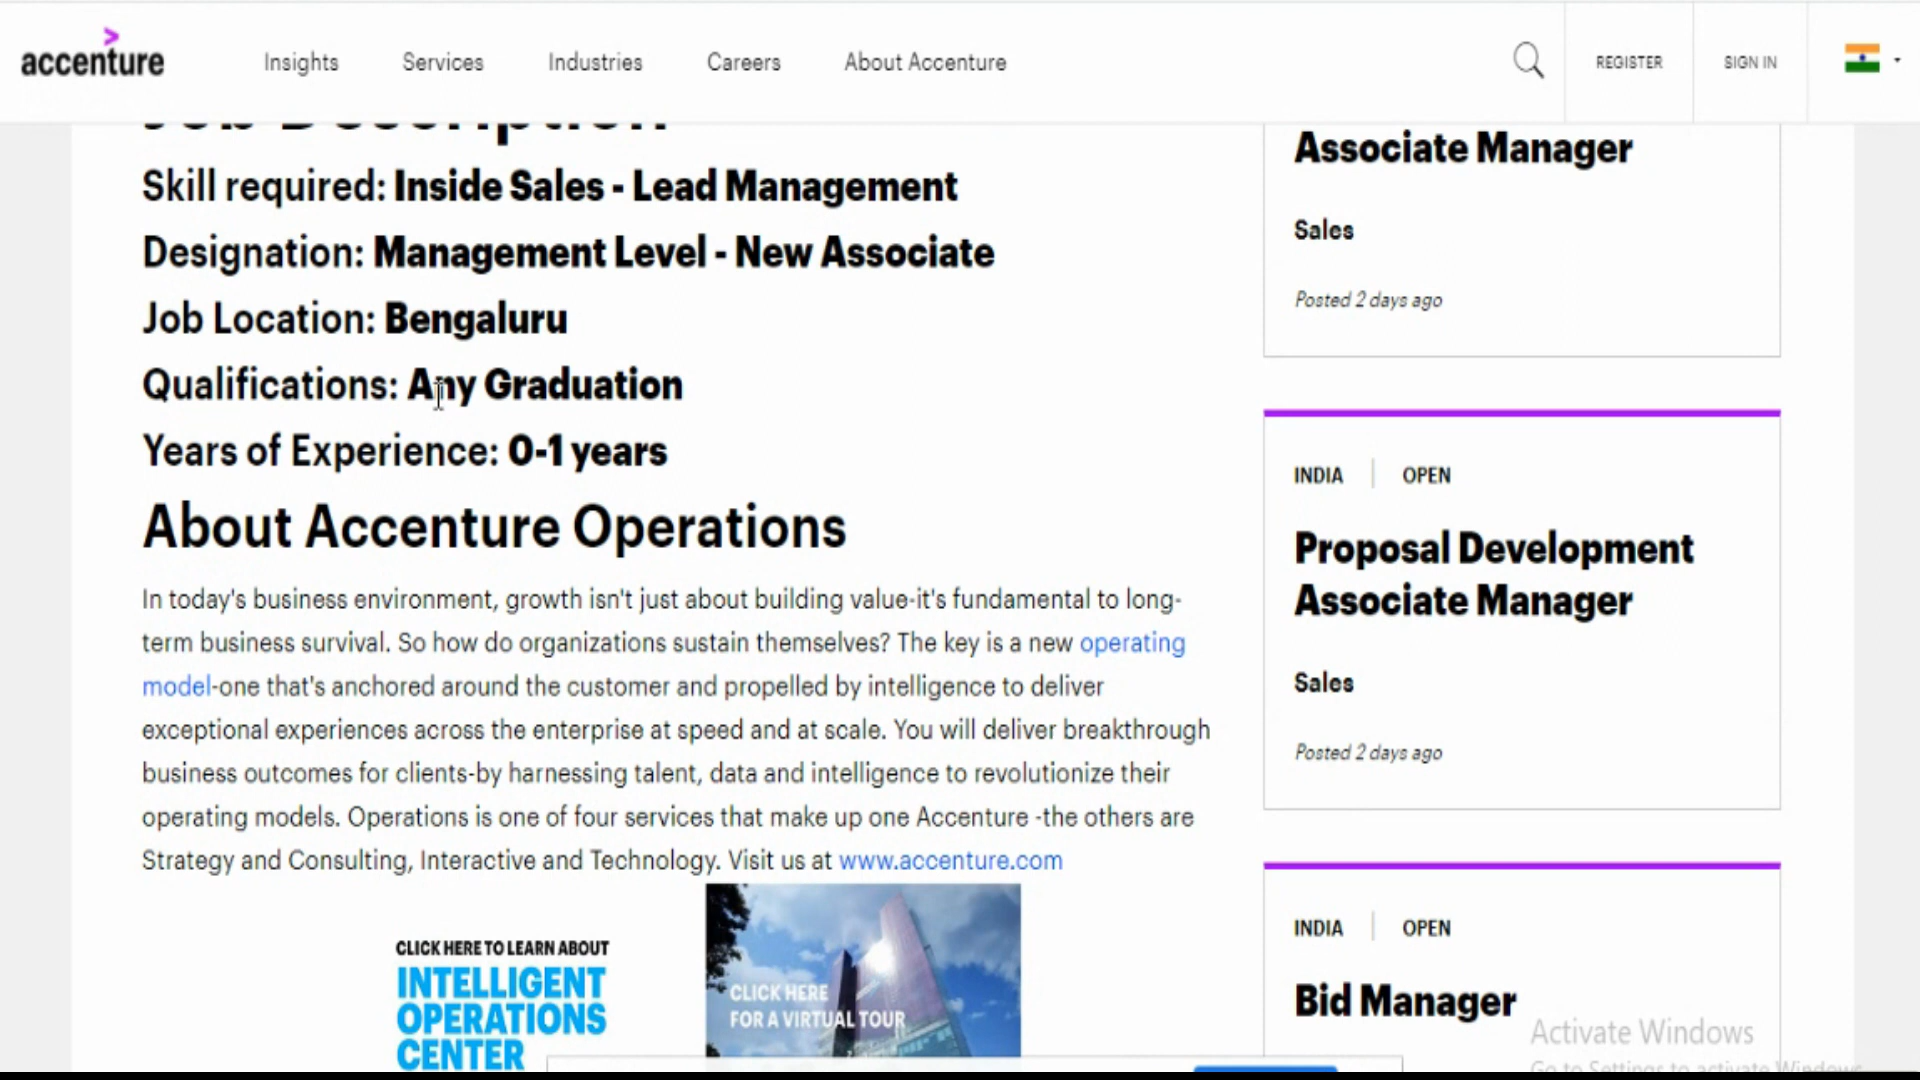 accenture
Insights
Services
Industries
Careers
About Accenture
REGISTER
SIGN IN
Job Description
Skill required: Inside Sales - Lead Management
Designation: Management Level - New Associate
Job Location: Bengaluru
Qualifications: Any Graduation
Years of Experience: 0-1 years
About Accenture Operations
In today's business environment, growth isn't just about building value-it's fundamental to long-
term business survival. So how do organizations sustain themselves? The key is a new operating
model-one that's anchored around the customer and propelled by intelligence to deliver
exceptional experiences across the enterprise at speed and at scale. You will deliver breakthrough
business outcomes for clients-by harnessing talent, data and intelligence to revolutionize their
operating models. Operations is one of four services that make up one Accenture -the others are
Strategy and Consulting, Interactive and Technology. Visit us at www.accenture.com
CLICK HERE TO LEARN ABOUT
INTELLIGENT
OPERATIONS
CENTER
CLICK HERE
FOR A VIRTUAL TOUR
Associate Manager
Sales
Posted 2 days ago
INDIA | OPEN
Proposal Development
Associate Manager
Sales
Posted 2 days ago
INDIA | OPEN
Bid Manager
Activate Windows
Go to Settings to activate Windows.